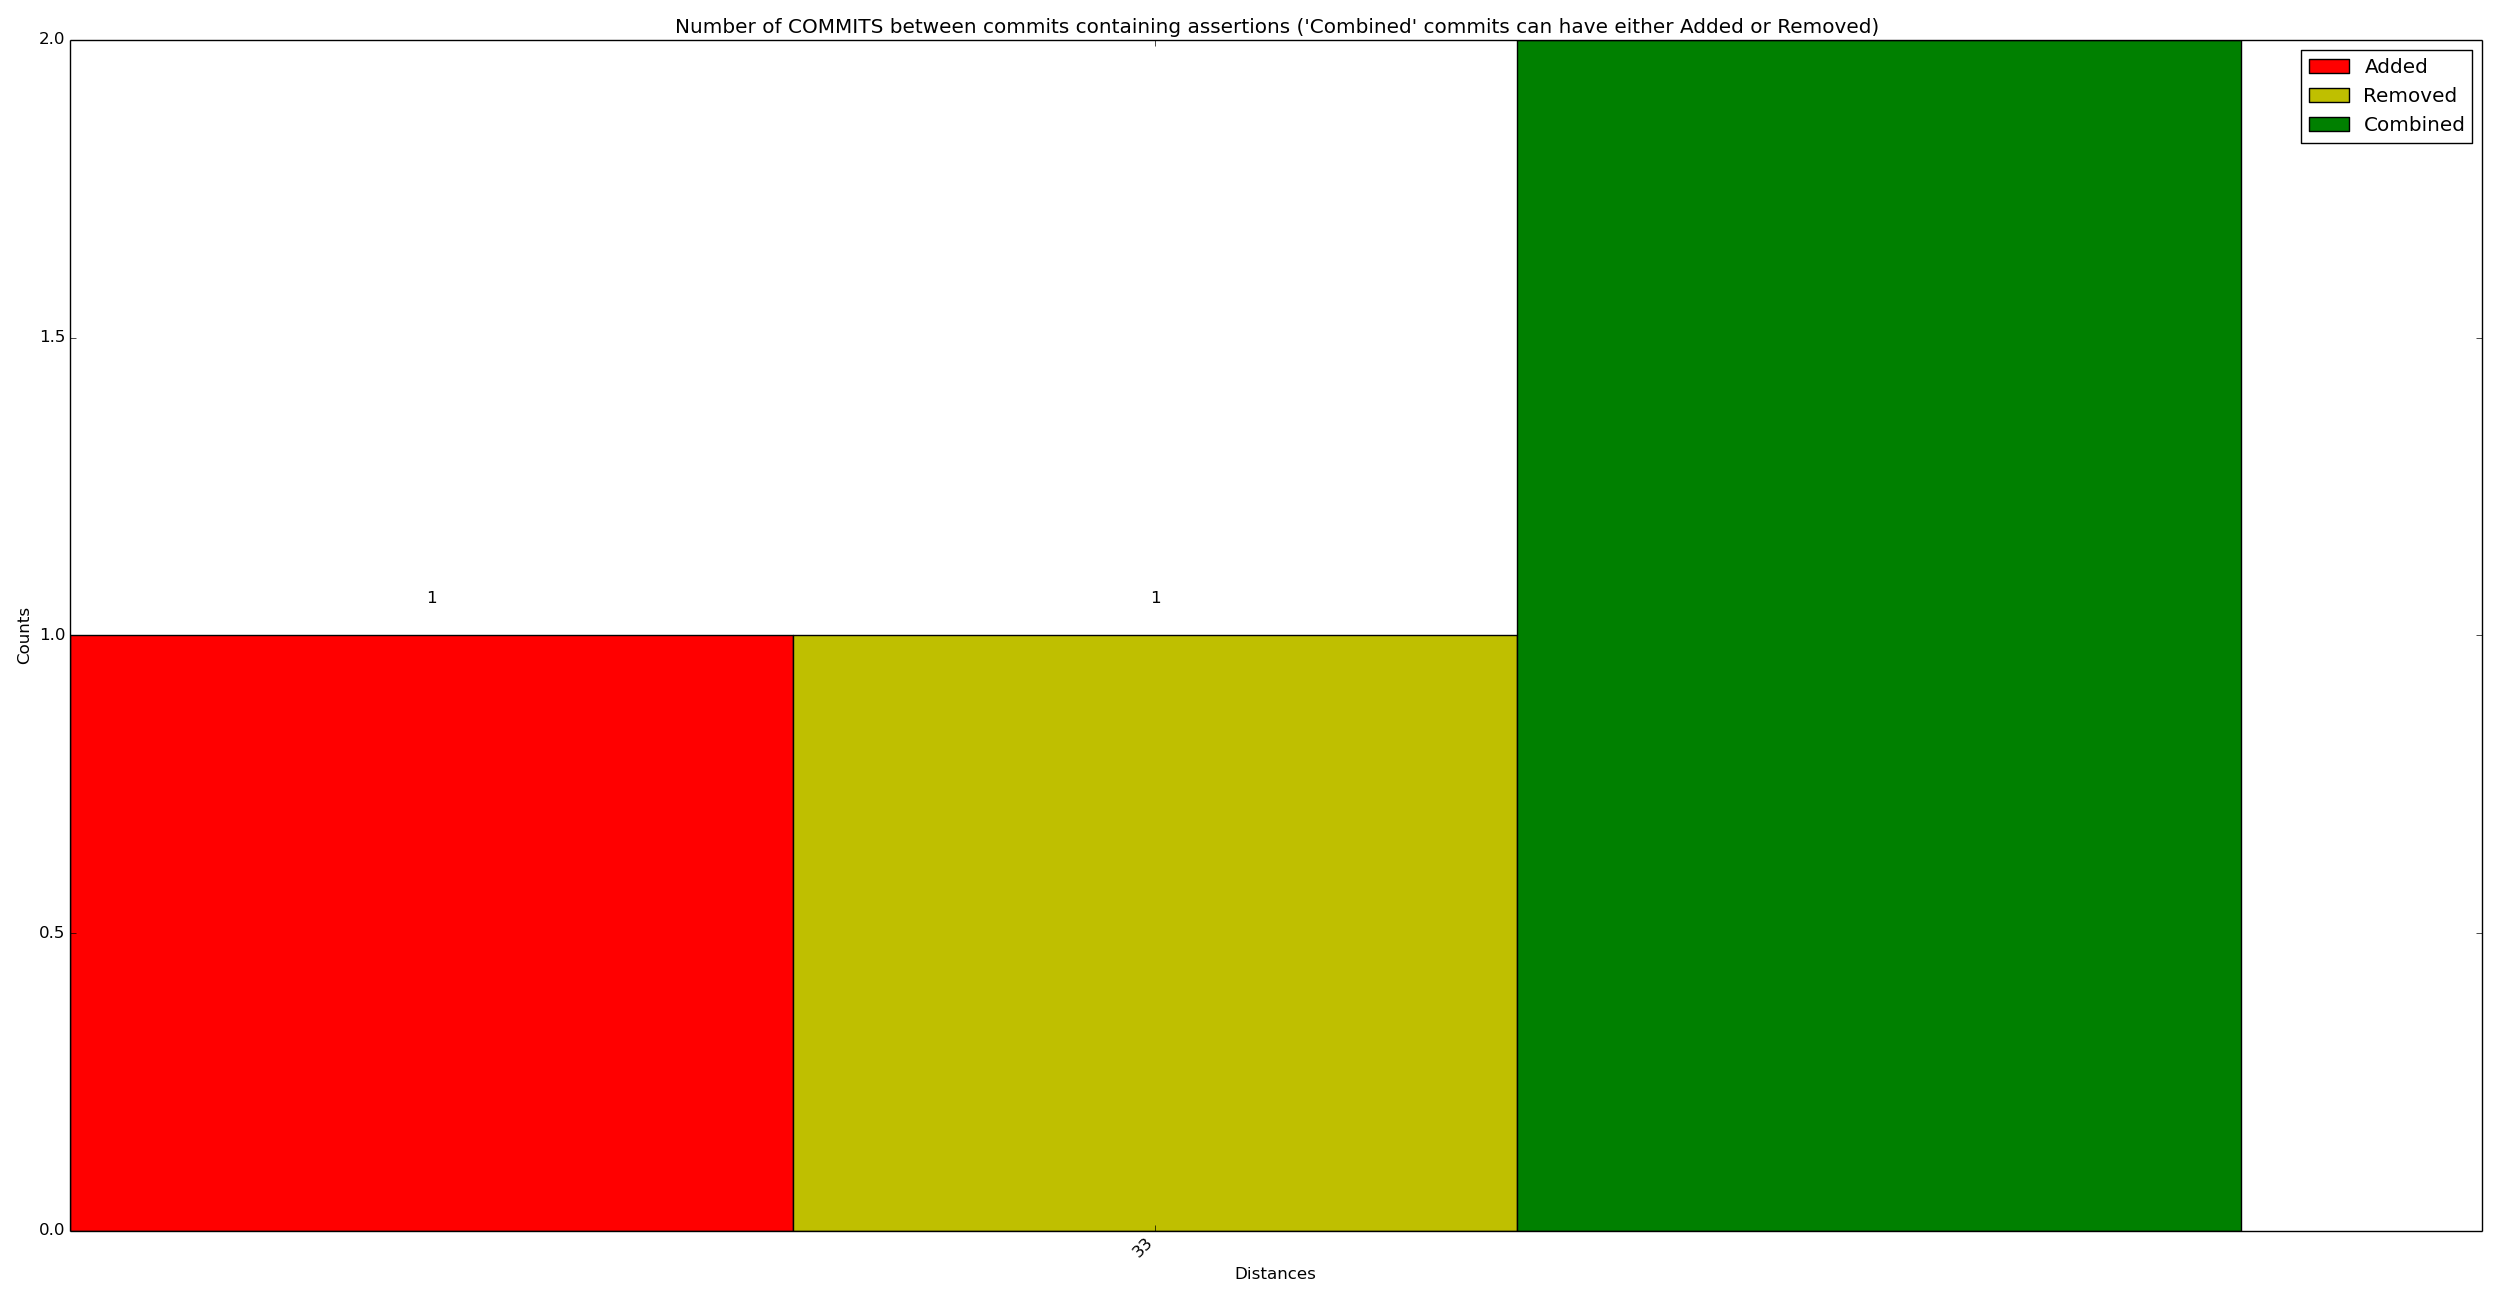 Number of COMMITS between commits containing assertions ('Combined' commits can have either Added or Removed)
2.0
1.5
1.0
0.5
0.0
Counts
1
1
Added
Removed
Combined
33
Distances